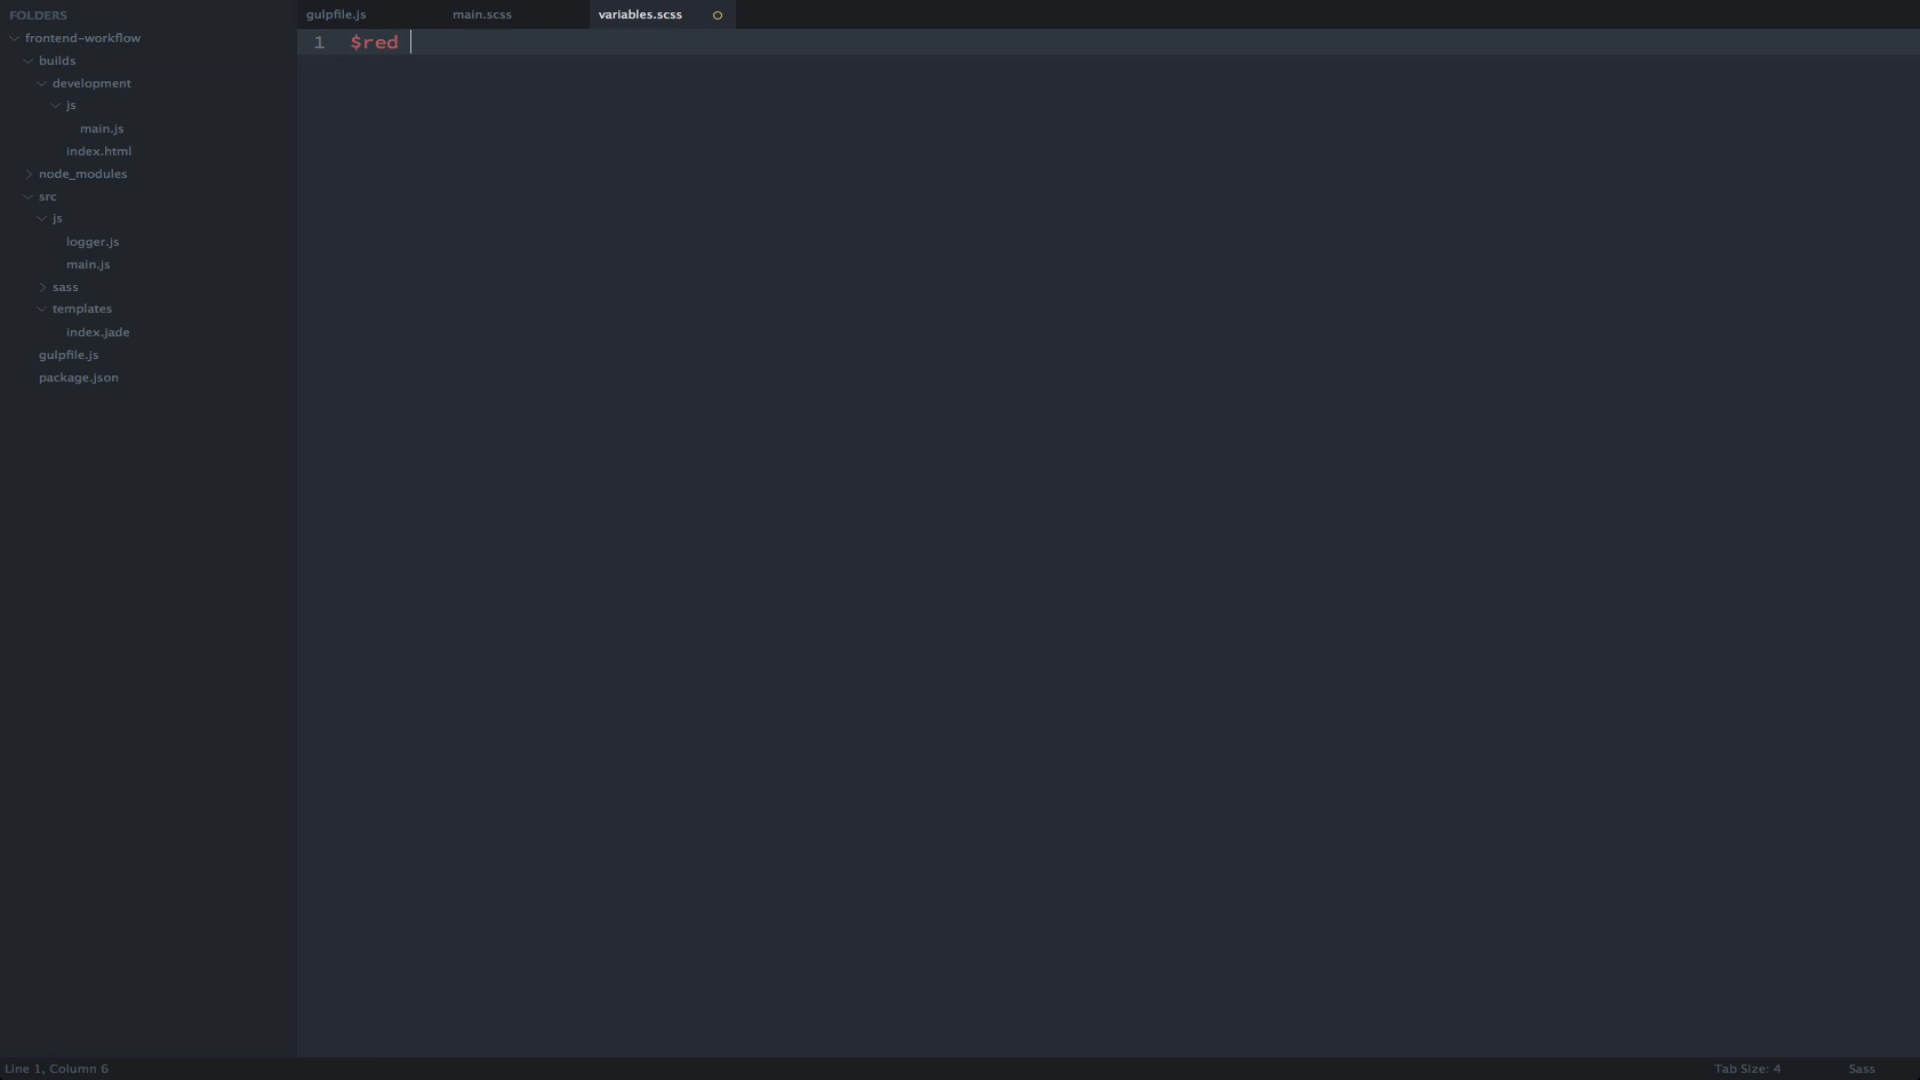 FOLDERS
frontend-workflow
builds
development
js
main.js
index.html
node_modules
src
js
logger.js
main.js
sass
templates
index.jade
gulpfile.js
package.json
gulpfile.js main.scss variables.scss
1 $red
Line 1, Column 6 Tab Size: 4 Sass